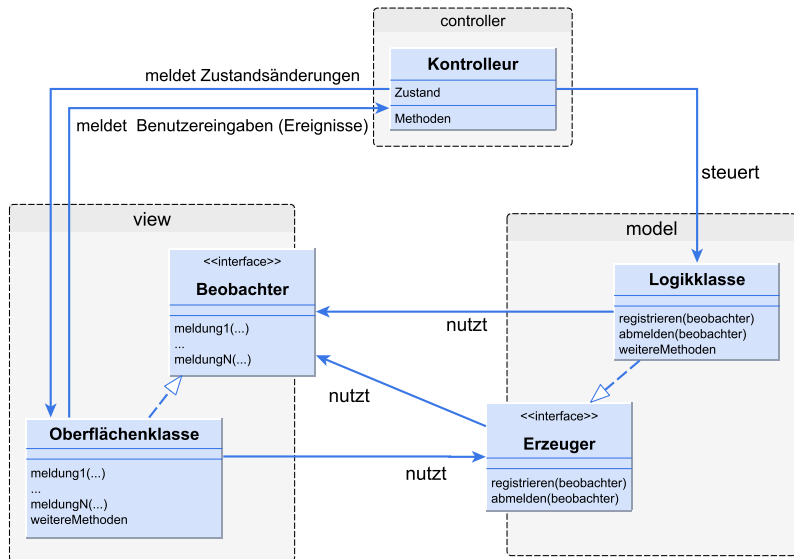 controller
Kontrolleur
Zustand
Methoden
meldet Zustandsänderungen
meldet Benutzereingaben (Ereignisse)
steuert
view
<<interface>>
Beobachter
meldung1(...)
...
meldungN(...)
model
Logikklasse
registrieren(beobachter)
abmelden(beobachter)
weitereMethoden
nutzt
nutzt
Oberflächenklasse
meldung1(...)
...
meldungN(...)
weitereMethoden
nutzt
<<interface>>
Erzeuger
registrieren(beobachter)
abmelden(beobachter)